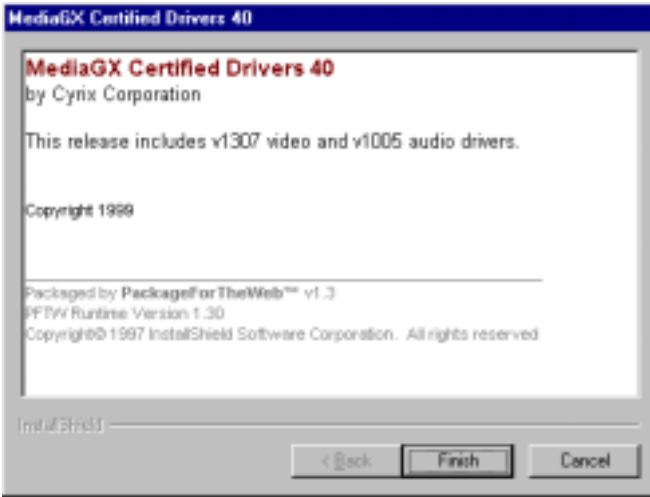 MediaGX Certified Drivers 40
MediaGX Certified Drivers 40
by Cyrix Corporation
This release includes v1307 video and v1005 audio drivers.
Copyright 1999
Packaged by PackageForTheWeb™ v1.3
PFTW Runtime Version 1.30
Copyright© 1997 InstallShield Software Corporation. All rights reserved
InstallShield
< Back Finish Cancel